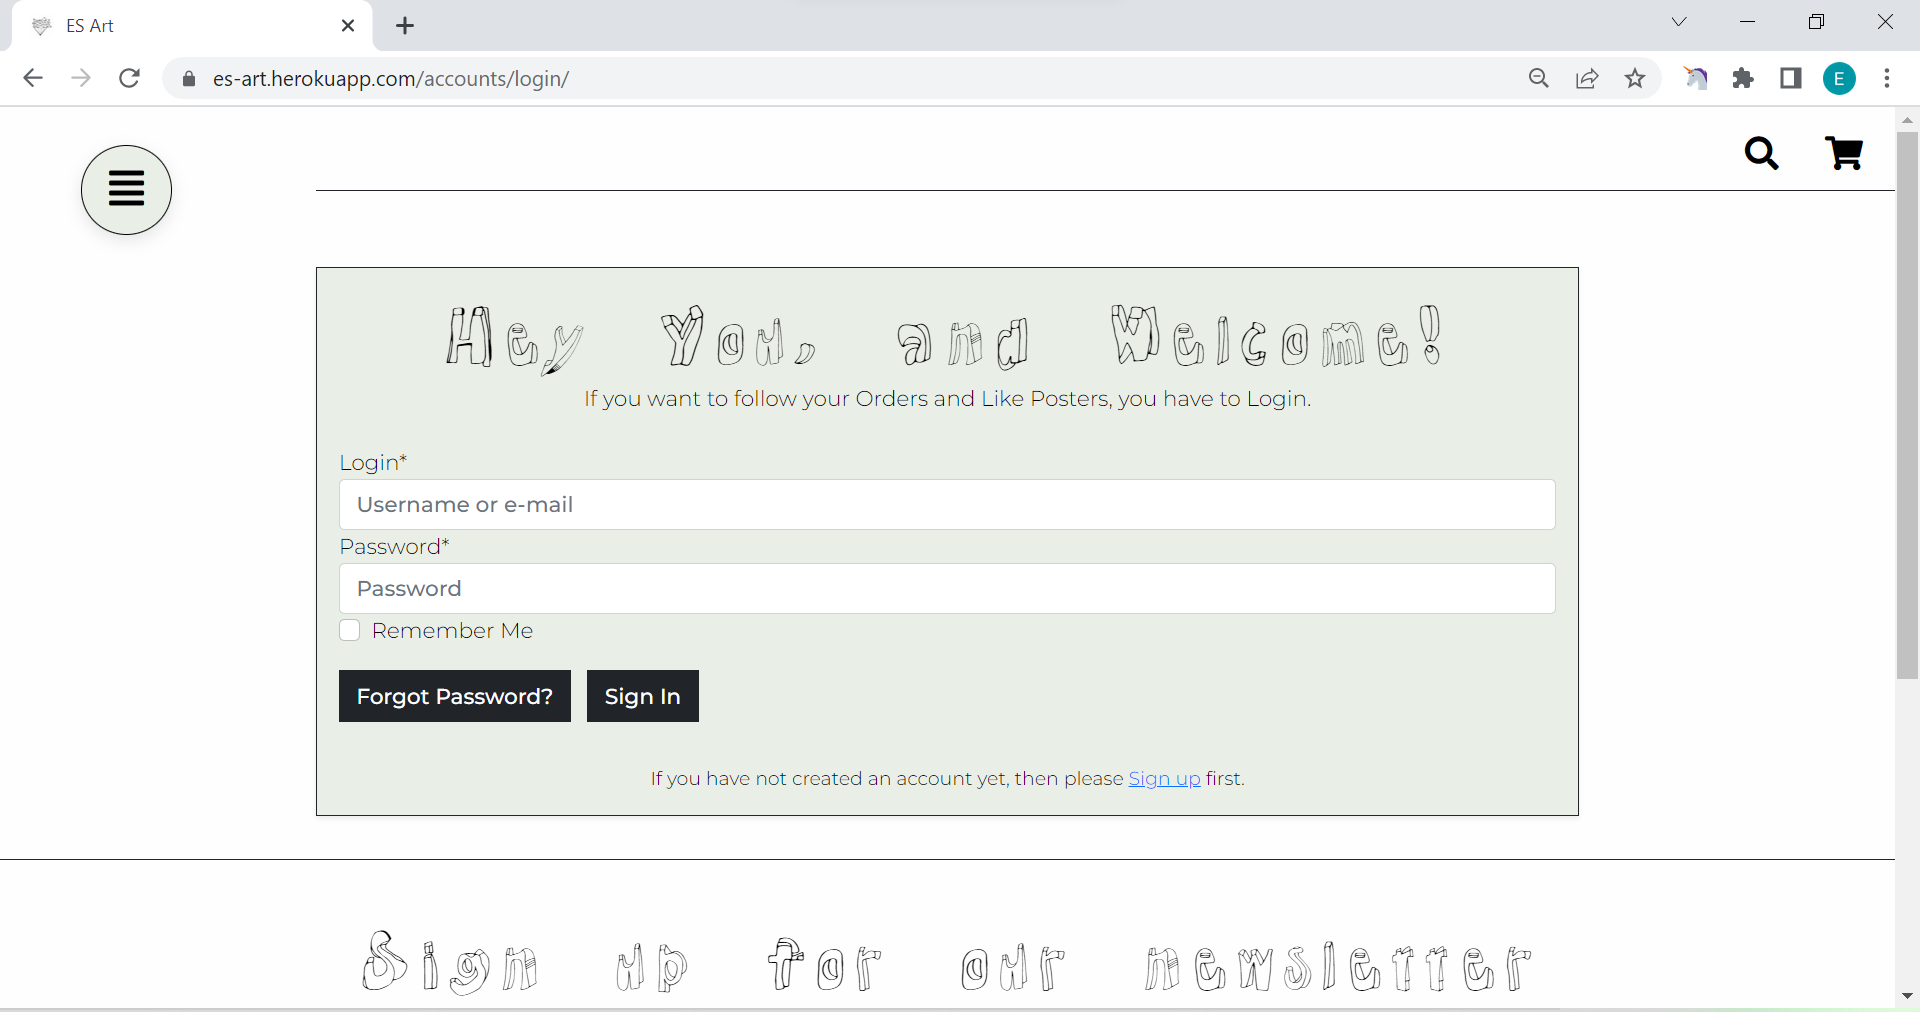 ES Art
es-art.herokuapp.com/accounts/login/
E
Hey You, and Welcome!
If you want to follow your Orders and Like Posters, you have to Login.
Login*
Username or e-mail
Password*
Password
Remember Me
Forgot Password? Sign In
If you have not created an account yet, then please Sign up first.
Sign up for our newsletter